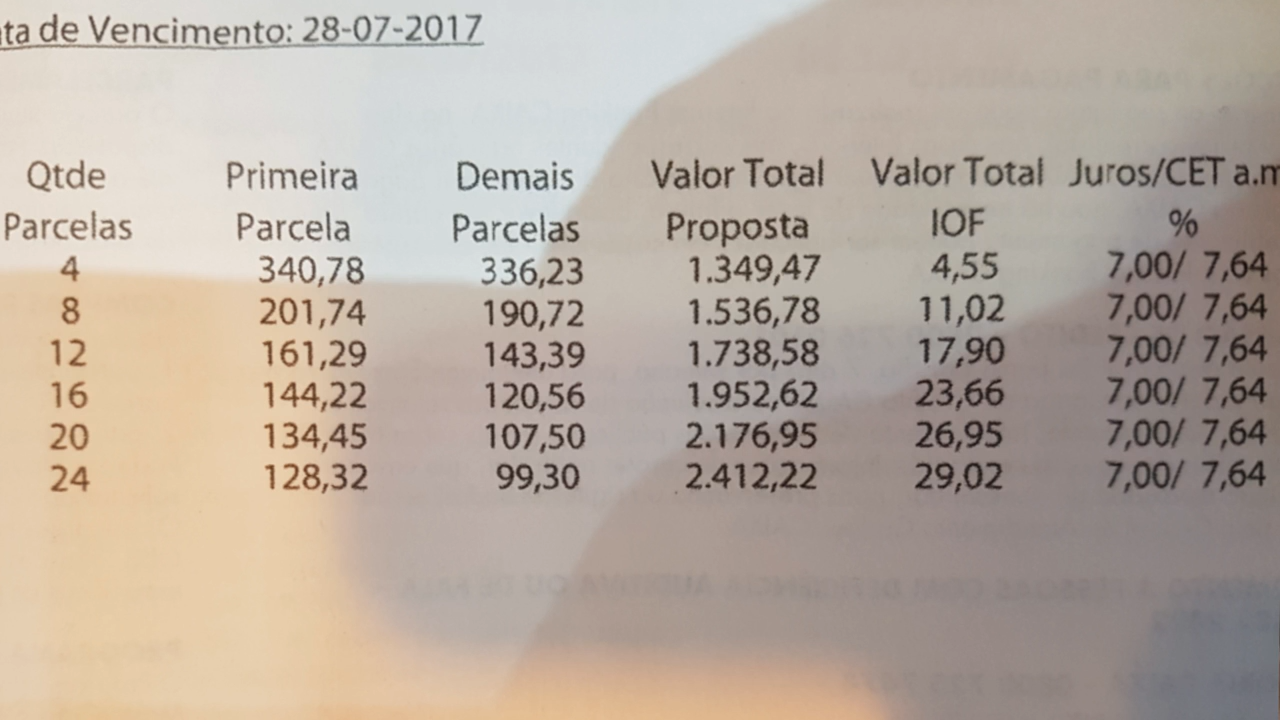 ta de Vencimento: 28-07-2017
Qtde Primeira Demais Valor Total Valor Total Juros/CET a.m
Parcelas Parcela Parcelas Proposta IOF %
4 340,78 336,23 1.349,47 4,55 7,00/ 7,64
8 201,74 190,72 1.536,78 11,02 7,00/ 7,64
12 161,29 143,39 1.738,58 17,90 7,00/ 7,64
16 144,22 120,56 1.952,62 23,66 7,00/ 7,64
20 134,45 107,50 2.176,95 26,95 7,00/ 7,64
24 128,32 99,30 2.412,22 29,02 7,00/ 7,64